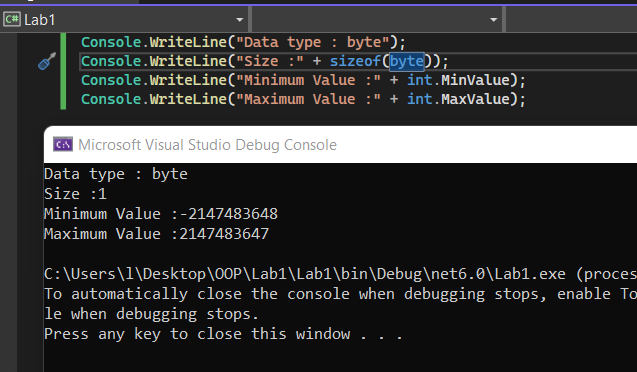 C# Lab1
Console.WriteLine("Data type : byte");
Console.WriteLine("Size :" + sizeof(byte));
Console.WriteLine("Minimum Value :" + int.MinValue);
Console.WriteLine("Maximum Value :" + int.MaxValue);
C:\ Microsoft Visual Studio Debug Console
Data type : byte
Size :1
Minimum Value :-2147483648
Maximum Value :2147483647
C:\Users\l\Desktop\OOP\Lab1\Lab1\bin\Debug\net6.0\Lab1.exe (proces
To automatically close the console when debugging stops, enable To
le when debugging stops.
Press any key to close this window . . .